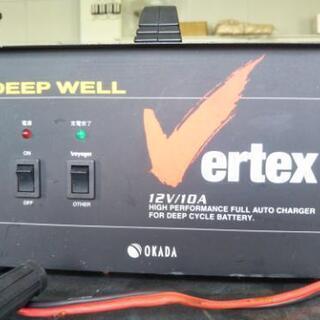 DEEP WELL
Vertex
電源
充電完了
ON
Voyager
OFF
OTHER
12V/10A
HIGH PERFORMANCE FULL AUTO CHARGER
FOR DEEP CYCLE BATTERY.
OKADA